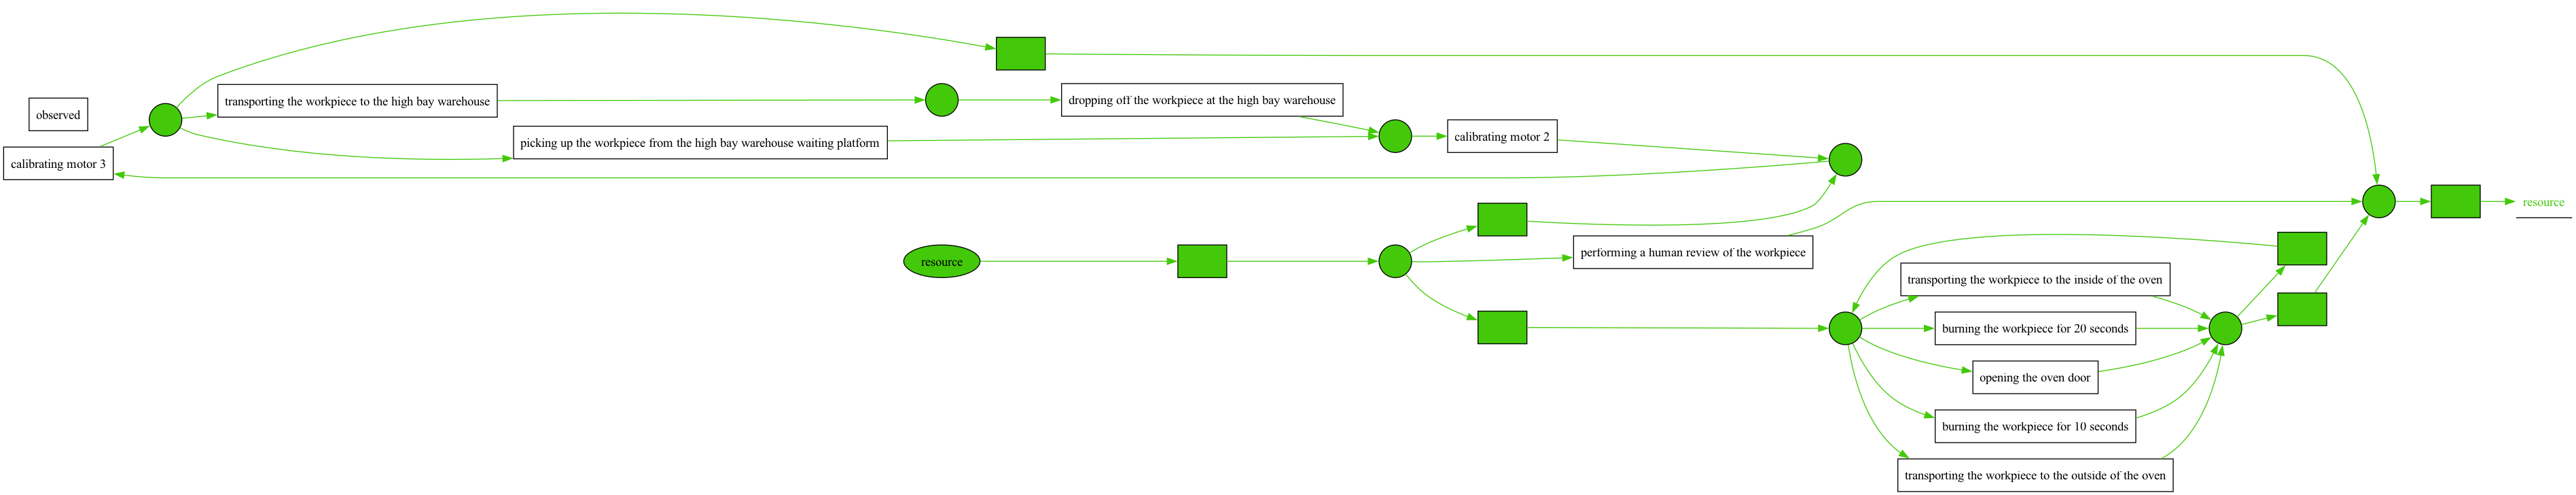 observed
calibrating motor 3
transporting the workpiece to the high bay warehouse
picking up the workpiece from the high bay warehouse waiting platform
dropping off the workpiece at the high bay warehouse
calibrating motor 2
resource
performing a human review of the workpiece
transporting the workpiece to the inside of the oven
burning the workpiece for 20 seconds
opening the oven door
burning the workpiece for 10 seconds
transporting the workpiece to the outside of the oven
resource